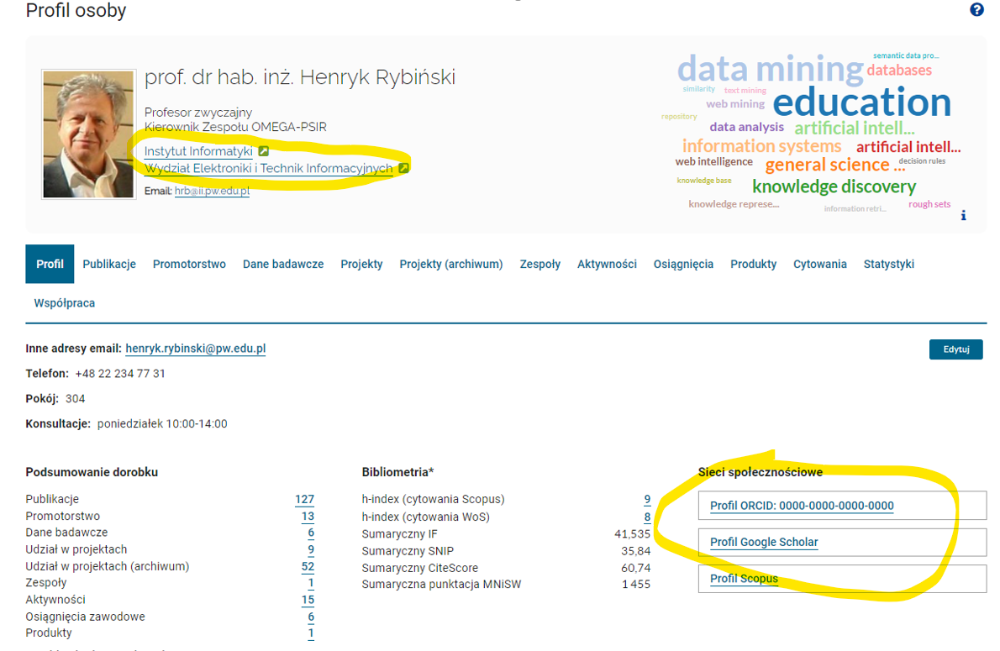 Profil osoby
?
prof. dr hab. inż. Henryk Rybiński
Profesor zwyczajny
Kierownik Zespołu OMEGA-PSIR
Instytut Informatyki
Wydział Elektroniki i Technik Informacyjnych
Email: hrb@ii.pw.edu.pl
semantic data pro...
data mining databases
similarity text mining
web mining education
repository
data analysis artificial intell...
information systems artificial intell...
web intelligence general science ... decision rules
knowledge base knowledge discovery
knowledge represe... information retri... rough sets
i
Profil Publikacje Promotorstwo Dane badawcze Projekty Projekty (archiwum) Zespoły Aktywności Osiągnięcia Produkty Cytowania Statystyki
Współpraca
Inne adresy email: henryk.rybinski@pw.edu.pl
Edytuj
Telefon: +48 22 234 77 31
Pokój: 304
Konsultacje: poniedziałek 10:00-14:00
Podsumowanie dorobku
Publikacje 127
Promotorstwo 13
Dane badawcze 6
Udział w projektach 9
Udział w projektach (archiwum) 52
Zespoły 1
Aktywności 15
Osiągnięcia zawodowe 6
Produkty 1
Bibliometria*
h-index (cytowania Scopus) 9
h-index (cytowania WoS) 8
Sumaryczny IF 41,535
Sumaryczny SNIP 35,84
Sumaryczny CiteScore 60,74
Sumaryczna punktacja MNiSW 1 455
Sieci społecznościowe
Profil ORCID: 0000-0000-0000-0000
Profil Google Scholar
Profil Scopus